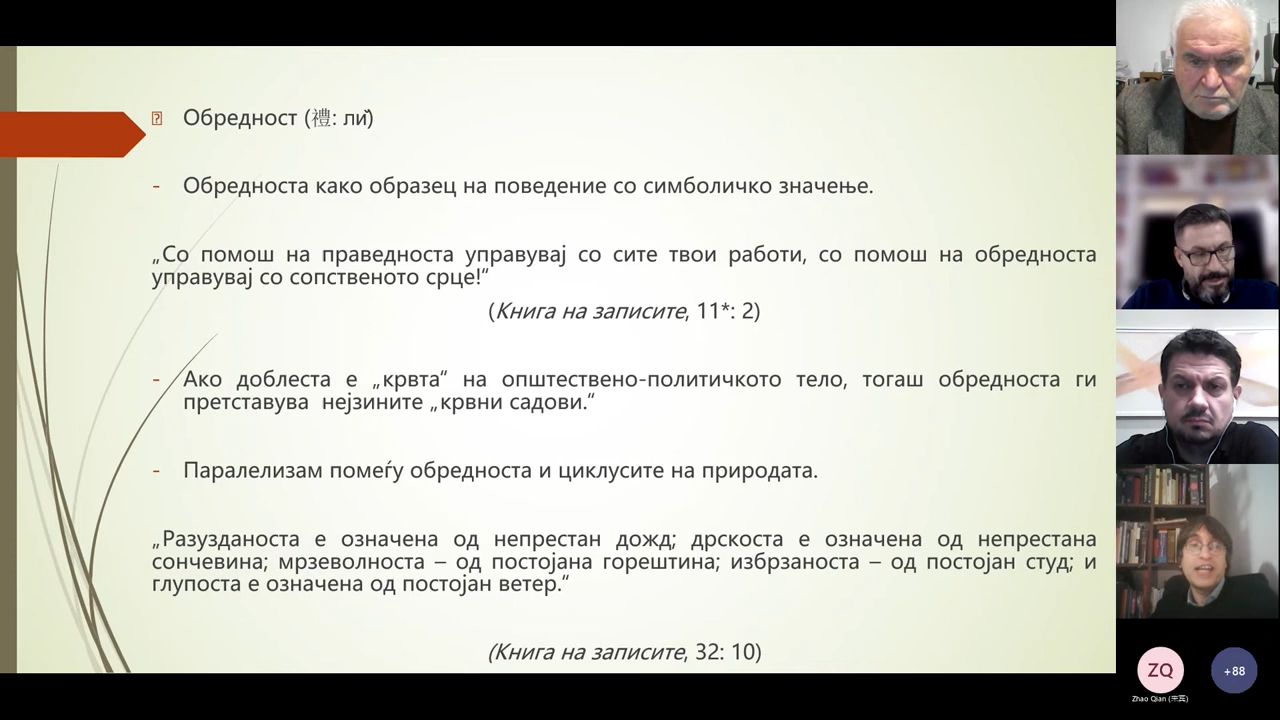 Обредност (禮: ли̌)
- Обредноста како образец на поведение со симболичко значење.
„Со помош на праведноста управувај со сите твои работи, со помош на обредноста
управувај со сопственото срце!“
(Книга на записите, 11*: 2)
- Ако доблеста е „крвта“ на општествено-политичкото тело, тогаш обредноста ги
претставува нејзините „крвни садови.“
- Паралелизам помеѓу обредноста и циклусите на природата.
„Разузданоста е означена од непрестан дожд; дрскоста е означена од непрестана
сончевина; мрзеволноста – од постојана горештина; избрзаноста – од постојан студ; и
глупоста е означена од постојан ветер.“
(Книга на записите, 32: 10)
ZQ
+88
Zhao Qian